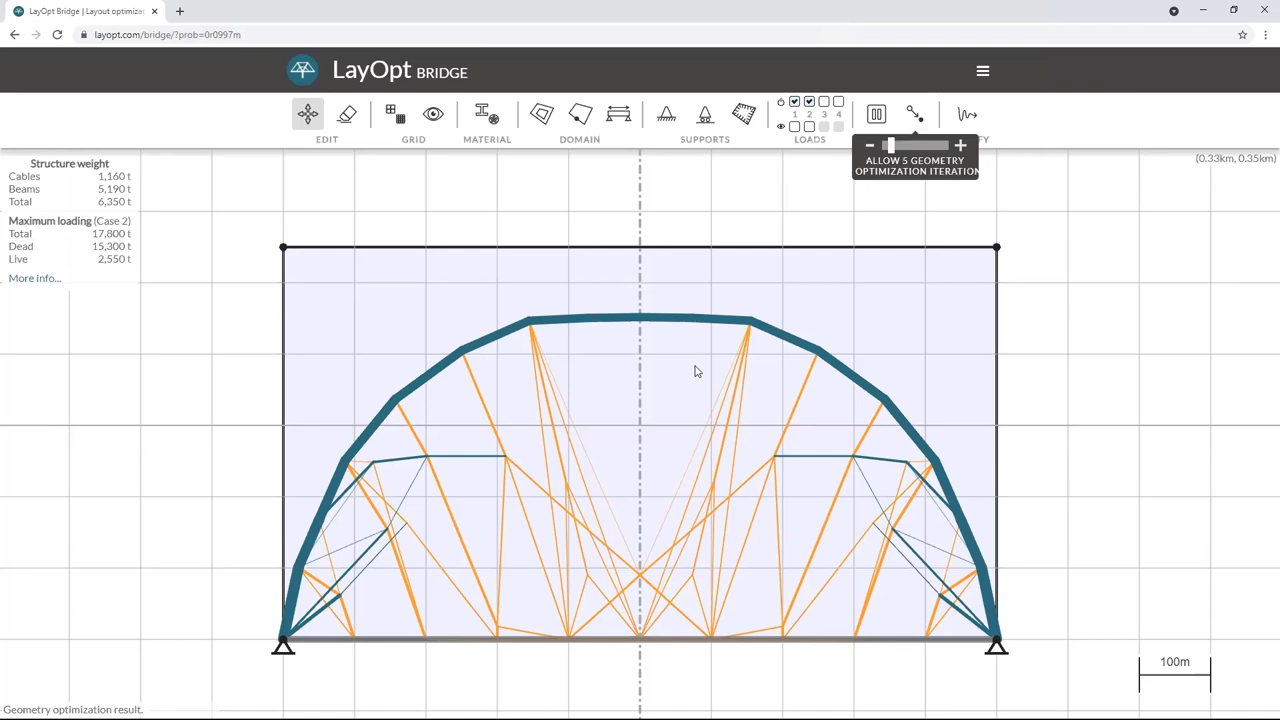 LayOpt Bridge | Layout optimizat
layopt.com/bridge/?prob=0r0997m
LayOpt BRIDGE
1 2 3 4
EDIT GRID MATERIAL DOMAIN SUPPORTS LOADS FY
ALLOW 5 GEOMETRY
OPTIMIZATION ITERATION
(0.33km, 0.35km)
Structure weight
Cables 1,160 t
Beams 5,190 t
Total 6,350 t
Maximum loading (Case 2)
Total 17,800 t
Dead 15,300 t
Live 2,550 t
More info...
100m
Geometry optimization result.